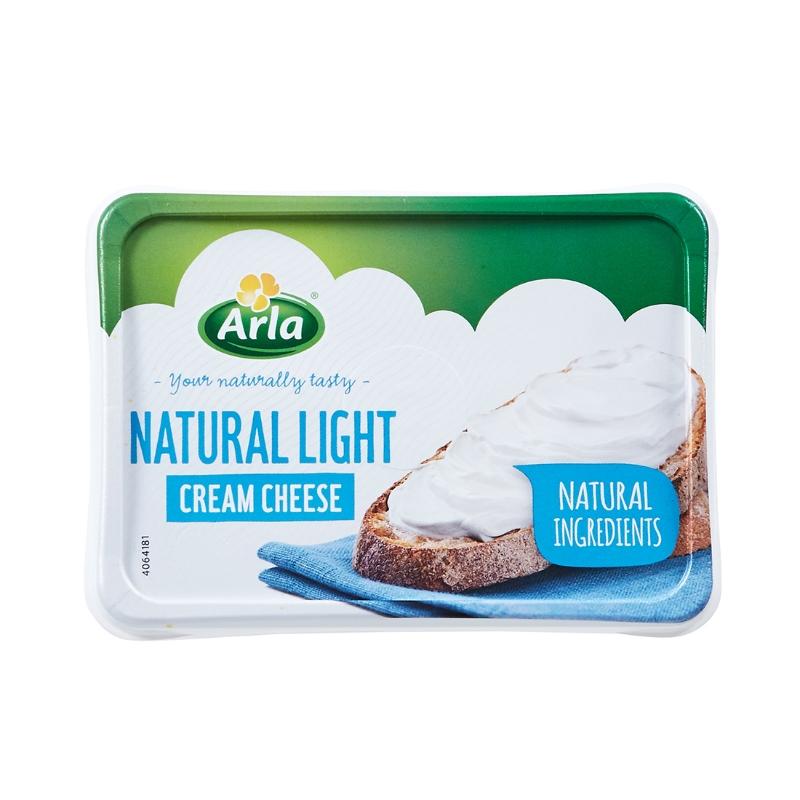 Arla®
- Your naturally tasty -
NATURAL LIGHT
CREAM CHEESE
NATURAL
INGREDIENTS
4064181